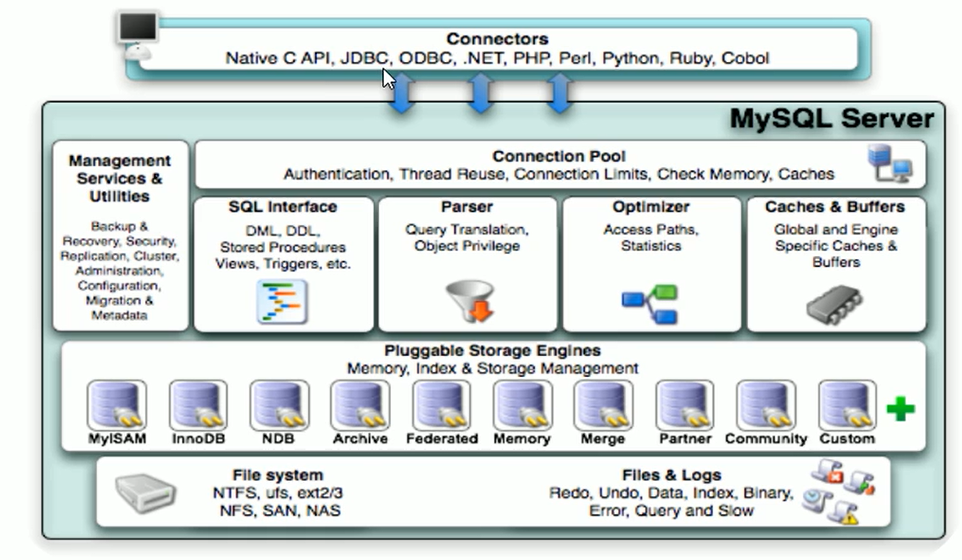 Connectors
Native C API, JDBC, ODBC, .NET, PHP, Perl, Python, Ruby, Cobol
MySQL Server
Management
Services &
Utilities
Backup &
Recovery, Security,
Replication, Cluster,
Administration,
Configuration,
Migration &
Metadata
Connection Pool
Authentication, Thread Reuse, Connection Limits, Check Memory, Caches
SQL Interface
DML, DDL,
Stored Procedures
Views, Triggers, etc.
Parser
Query Translation,
Object Privilege
Optimizer
Access Paths,
Statistics
Caches & Buffers
Global and Engine
Specific Caches &
Buffers
Pluggable Storage Engines
Memory, Index & Storage Management
MyISAM
InnoDB
NDB
Archive
Federated
Memory
Merge
Partner
Community
Custom
File system
NTFS, ufs, ext2/3
NFS, SAN, NAS
Files & Logs
Redo, Undo, Data, Index, Binary,
Error, Query and Slow